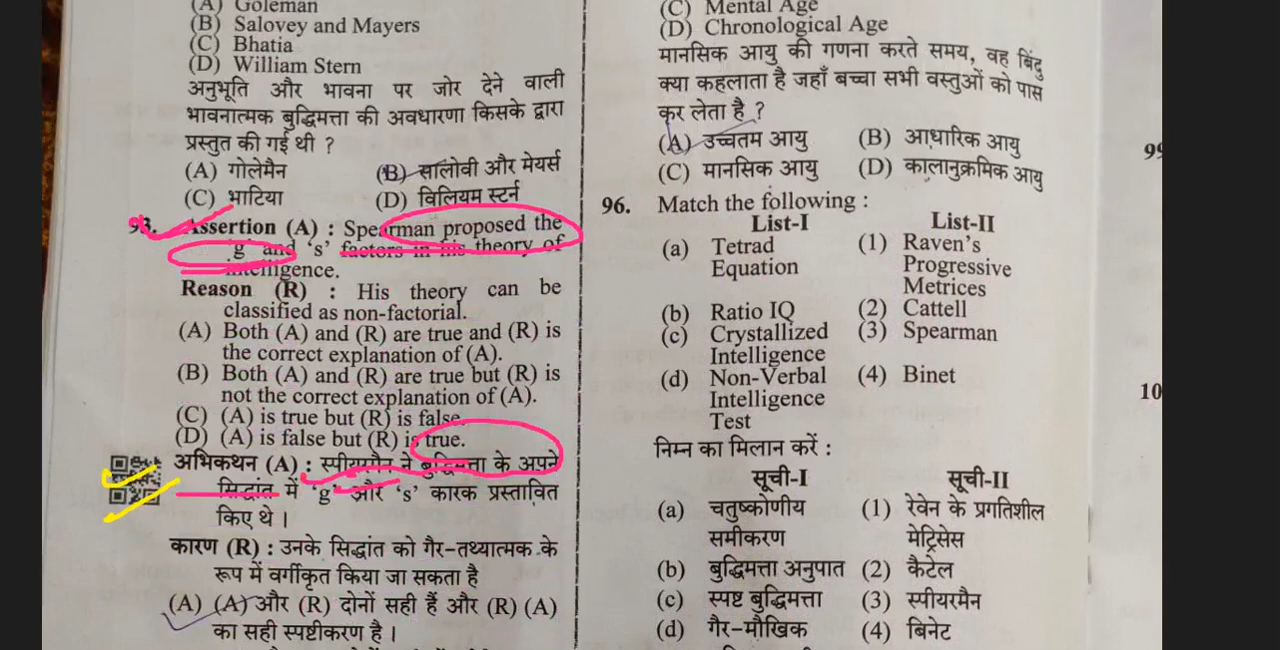 (A) Goleman
(B) Salovey and Mayers
(C) Bhatia
(D) William Stern
अनुभूति और भावना पर जोर देने वाली
भावनात्मक बुद्धिमत्ता की अवधारणा किसके द्वारा
प्रस्तुत की गई थी ?
(A) गोलेमैन (B) सालोवी और मेयर्स
(C) भाटिया (D) विलियम स्टर्न
93. Assertion (A) : Spearman proposed the
'g' and 's' factors in his theory of
intelligence.
Reason (R) : His theory can be
classified as non-factorial.
(A) Both (A) and (R) are true and (R) is
the correct explanation of (A).
(B) Both (A) and (R) are true but (R) is
not the correct explanation of (A).
(C) (A) is true but (R) is false.
(D) (A) is false but (R) is true.
अभिकथन (A) : स्पीयरमैन ने बुद्धिमत्ता के अपने
सिद्धांत में 'g' और 's' कारक प्रस्तावित
किए थे ।
कारण (R) : उनके सिद्धांत को गैर-तथ्यात्मक के
रूप में वर्गीकृत किया जा सकता है
(A) (A) और (R) दोनों सही हैं और (R) (A)
का सही स्पष्टीकरण है ।
(C) Mental Age
(D) Chronological Age
मानसिक आयु की गणना करते समय, वह बिंदु
क्या कहलाता है जहाँ बच्चा सभी वस्तुओं को पास
कर लेता है ?
(A) उच्चतम आयु (B) आधारिक आयु
(C) मानसिक आयु (D) कालानुक्रमिक आयु
96. Match the following :
List-I List-II
(a) Tetrad (1) Raven's
Equation Progressive
Metrices
(b) Ratio IQ (2) Cattell
(c) Crystallized (3) Spearman
Intelligence
(d) Non-Verbal (4) Binet
Intelligence
Test
निम्न का मिलान करें :
सूची-I सूची-II
(a) चतुष्कोणीय (1) रेवेन के प्रगतिशील
समीकरण मेट्रिसेस
(b) बुद्धिमत्ता अनुपात (2) कैटेल
(c) स्पष्ट बुद्धिमत्ता (3) स्पीयरमैन
(d) गैर-मौखिक (4) बिनेट
99
10